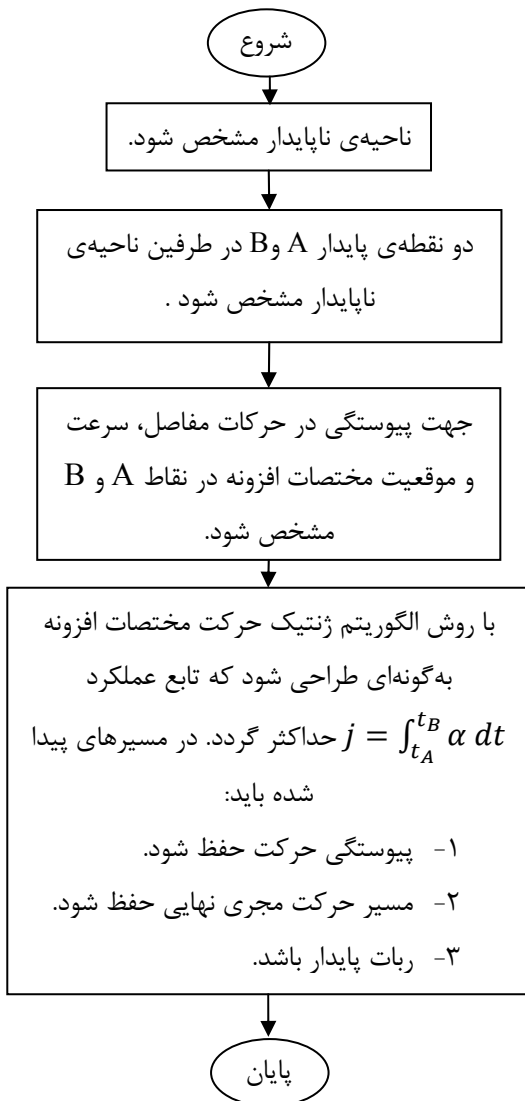 شروع
ناحیه‌ی ناپایدار مشخص شود.
دو نقطه‌ی پایدار A وB در طرفین ناحیه‌ی
ناپایدار مشخص شود .
جهت پیوستگی در حرکات مفاصل، سرعت
و موقعیت مختصات افزونه در نقاط A و B
مشخص شود.
با روش الگوریتم ژنتیک حرکت مختصات افزونه
به‌گونه‌ای طراحی شود که تابع عملکرد
$j = \int_{t_A}^{t_B} \alpha \, dt$ حداکثر گردد. در مسیرهای پیدا
شده باید:
۱- پیوستگی حرکت حفظ شود.
۲- مسیر حرکت مجری نهایی حفظ شود.
۳- ربات پایدار باشد.
پایان